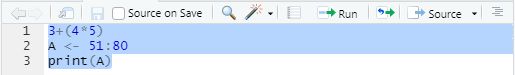 Source on Save Run Source
1 3+(4*5)
2 A <- 51:80
3 print(A)